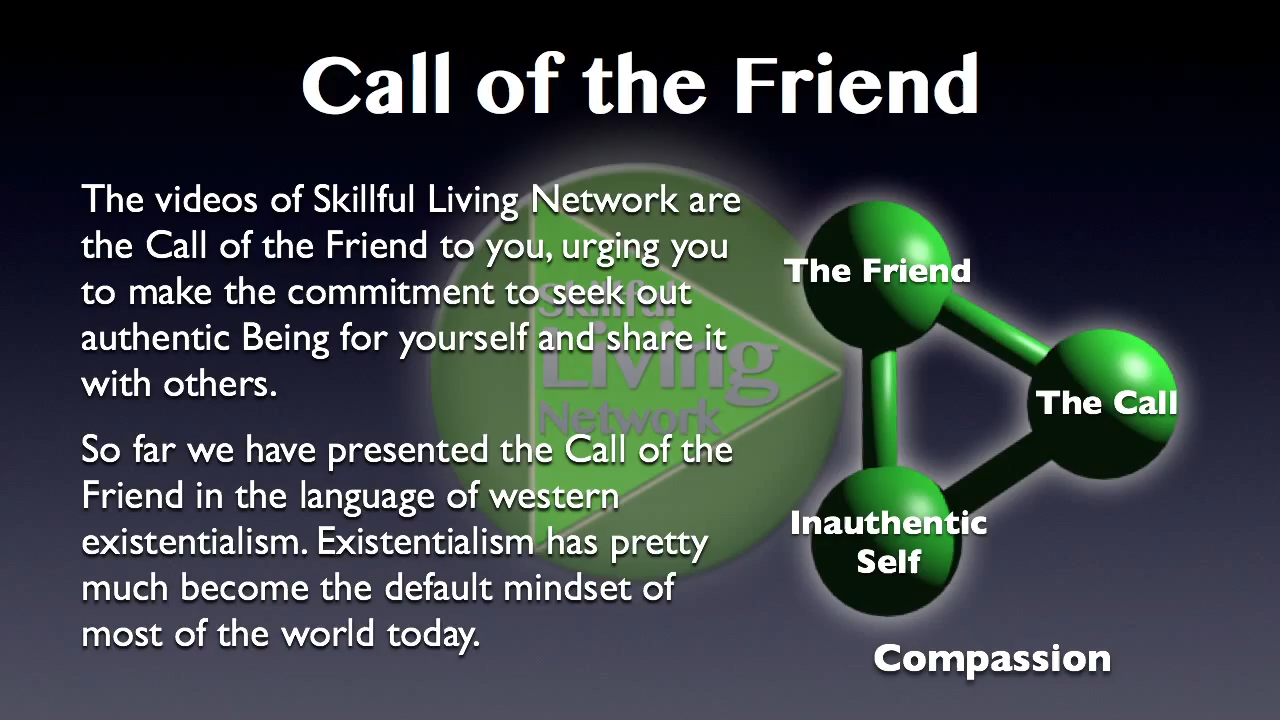 Call of the Friend
The videos of Skillful Living Network are
the Call of the Friend to you, urging you
to make the commitment to seek out
authentic Being for yourself and share it
with others.
So far we have presented the Call of the
Friend in the language of western
existentialism. Existentialism has pretty
much become the default mindset of
most of the world today.
Skillful
Living
Network
The Friend
The Call
Inauthentic
Self
Compassion